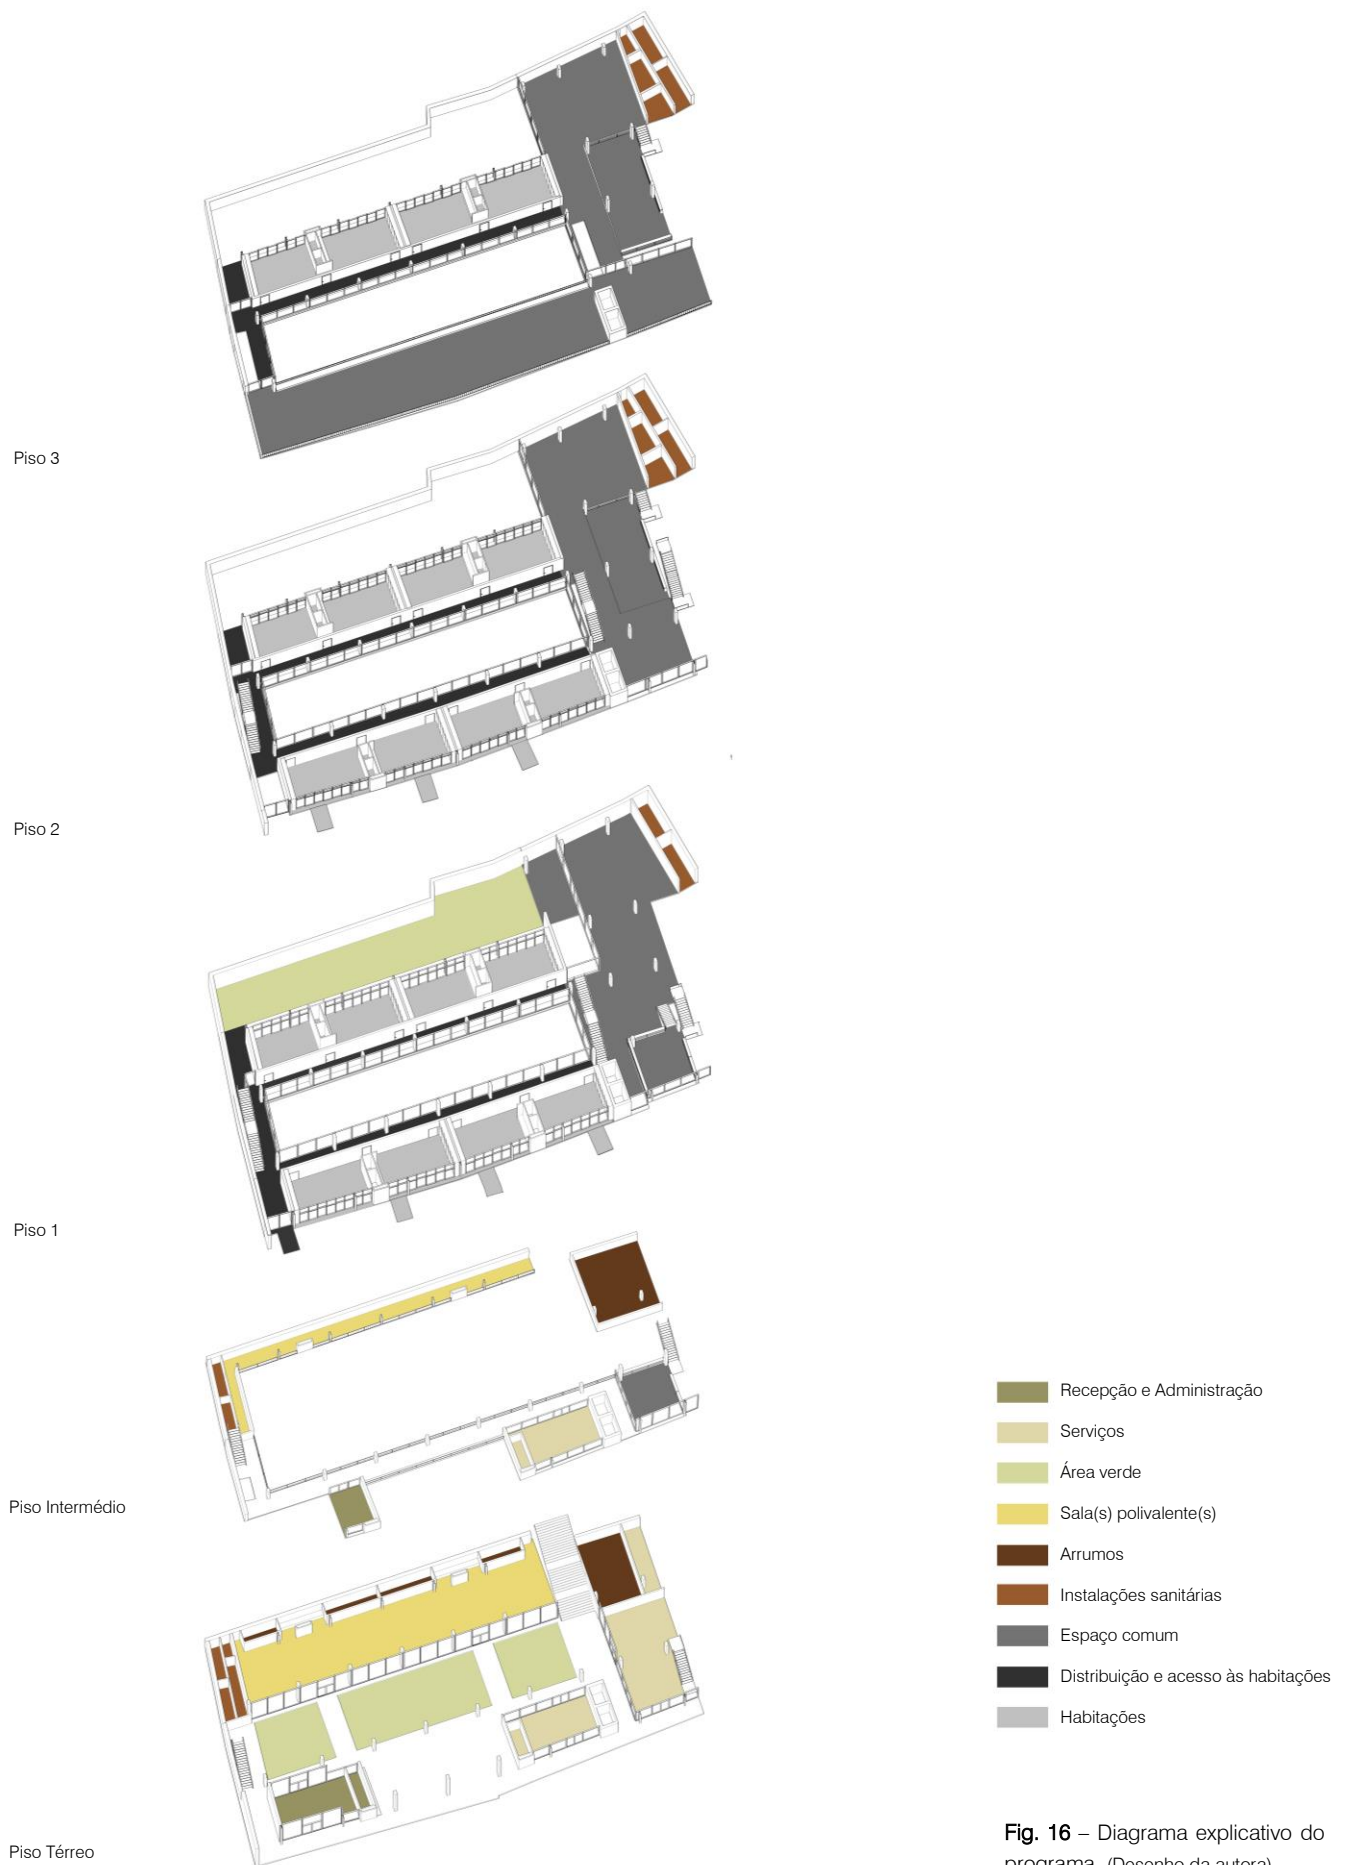 Piso 3
Piso 2
Piso 1
Piso Intermédio
Piso Térreo
Recepção e Administração
Serviços
Área verde
Sala(s) polivalente(s)
Arrumos
Instalações sanitárias
Espaço comum
Distribuição e acesso às habitações
Habitações
Fig. 16 – Diagrama explicativo do
programa. (Desenho da autora)